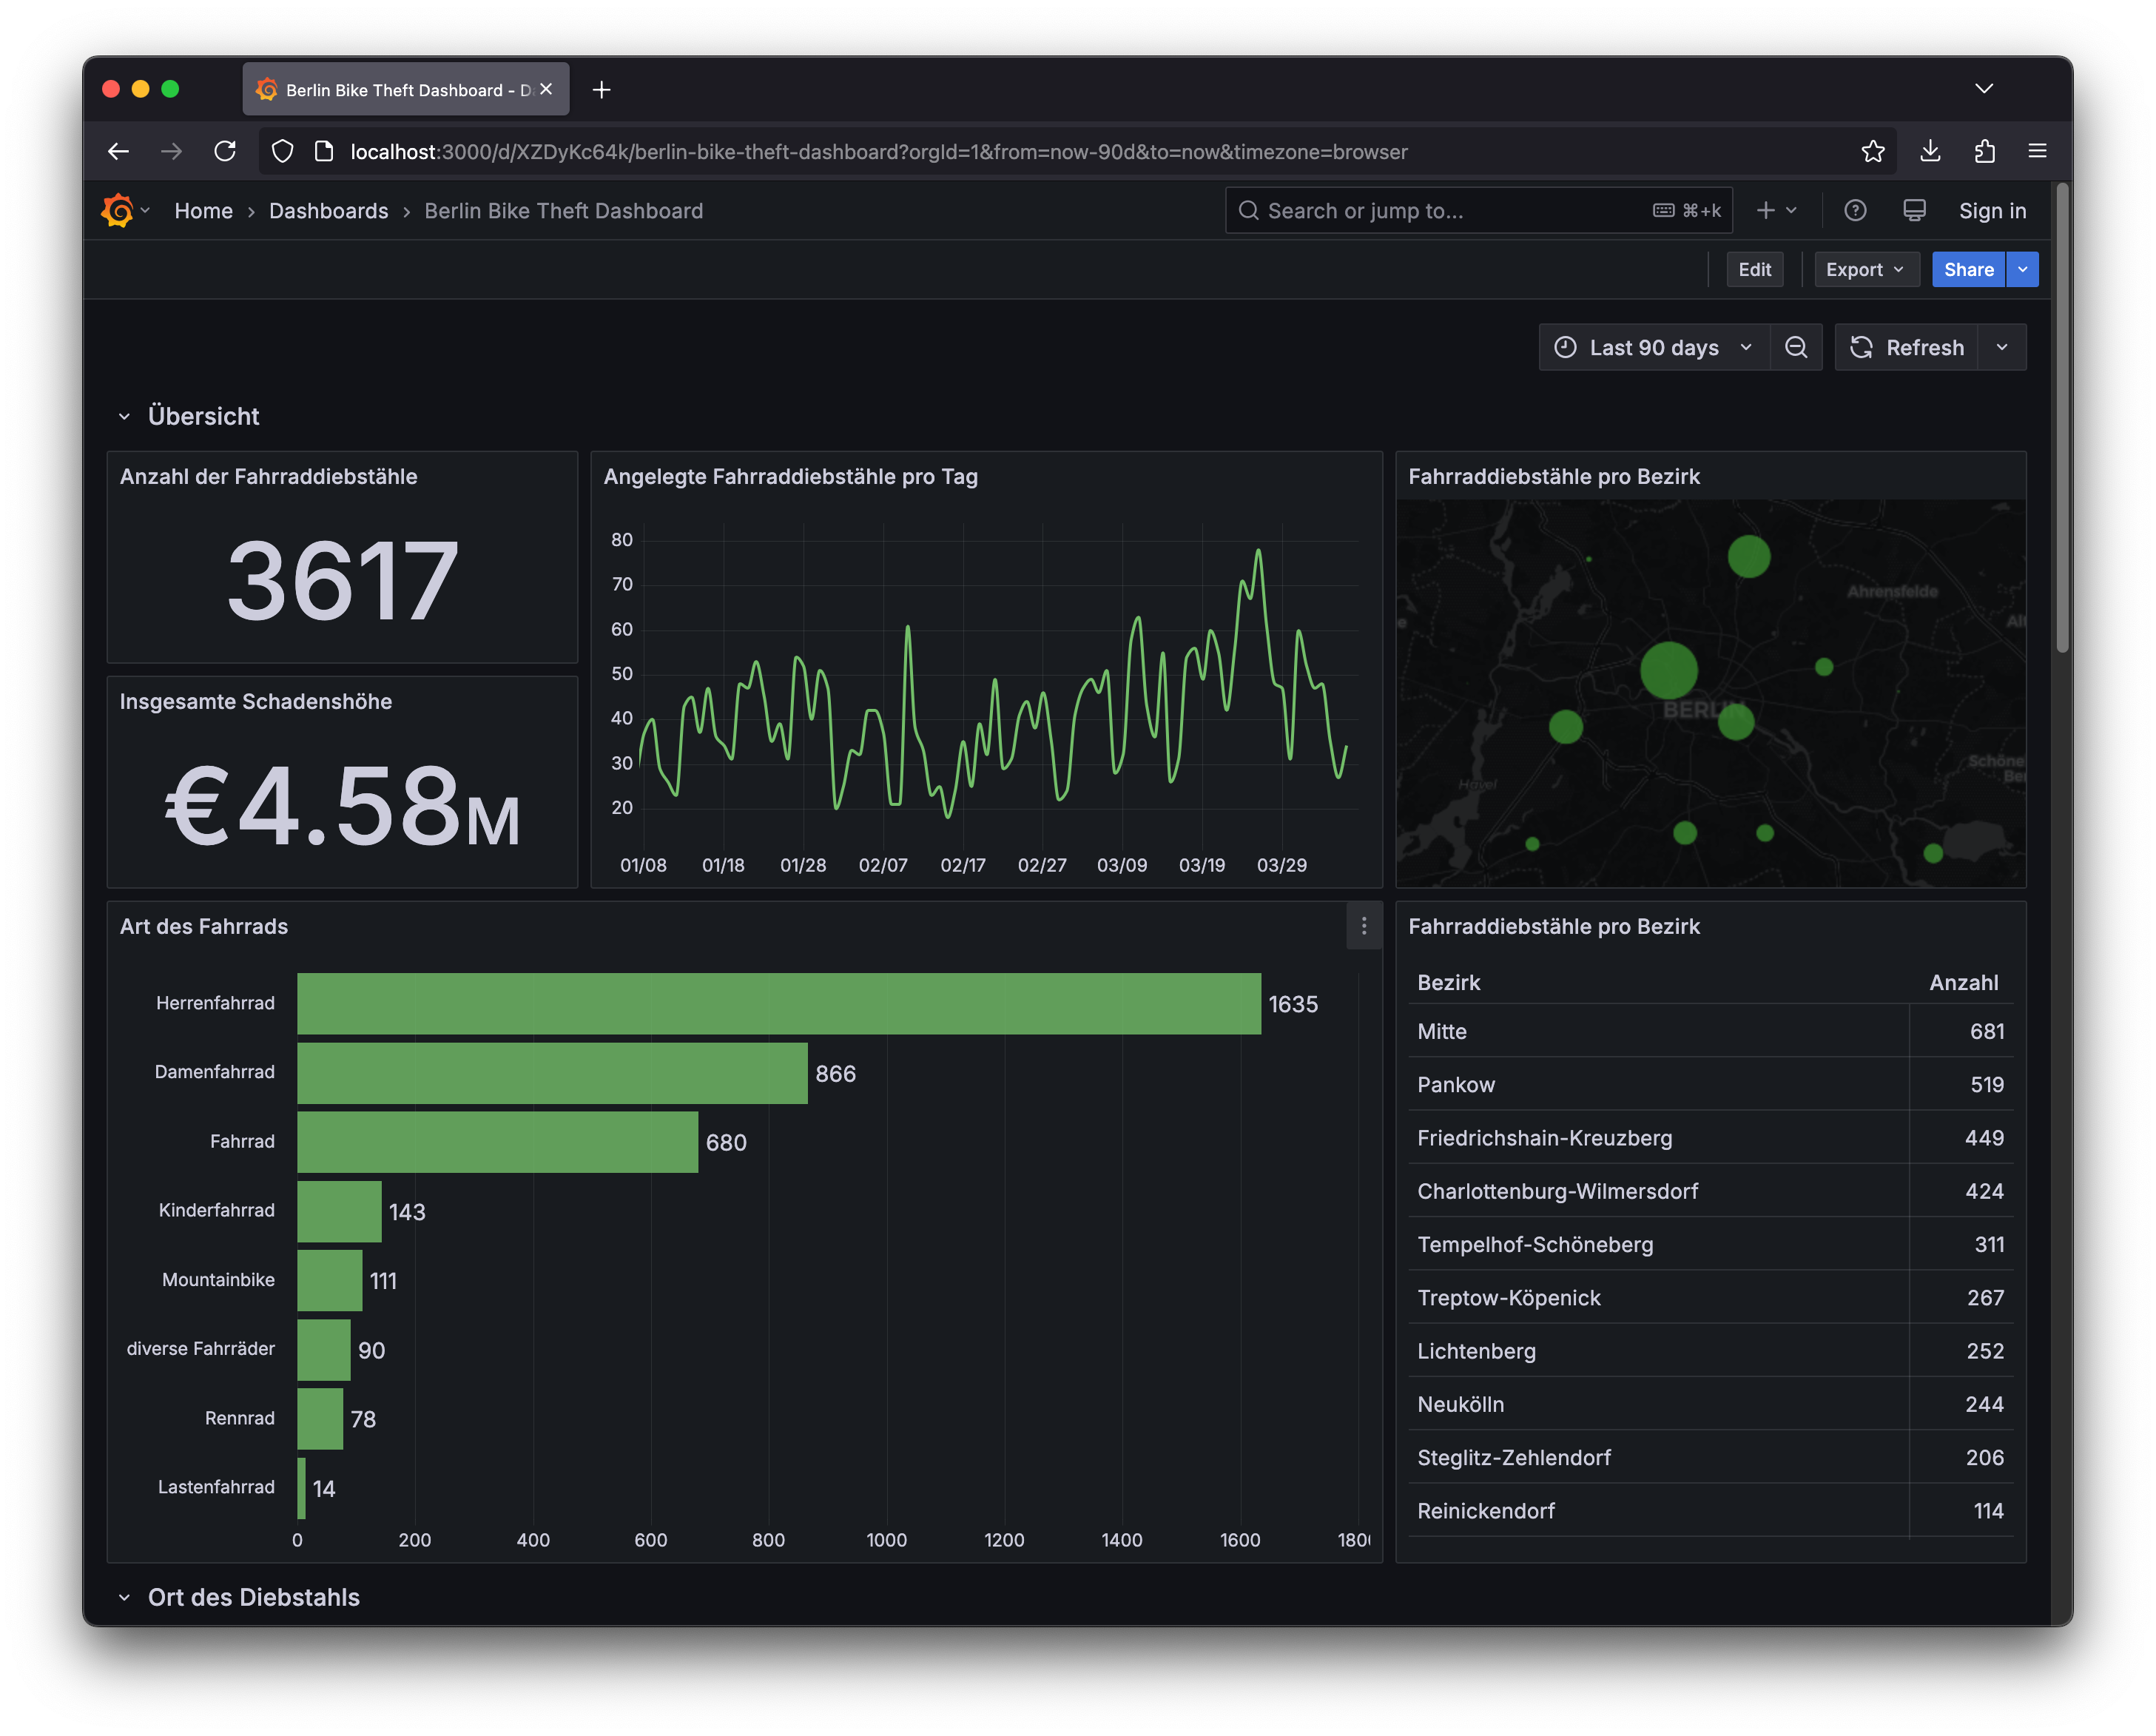 Berlin Bike Theft Dashboard - D
localhost:3000/d/XZDyKc64k/berlin-bike-theft-dashboard?orgId=1&from=now-90d&to=now&timezone=browser
Home › Dashboards › Berlin Bike Theft Dashboard
Search or jump to...
⌘+k
Sign in
Edit
Export
Share
Last 90 days
Refresh
Übersicht
Anzahl der Fahrraddiebstähle
3617
Insgesamte Schadenshöhe
€4.58M
Angelegte Fahrraddiebstähle pro Tag
80
70
60
50
40
30
20
01/08 01/18 01/28 02/07 02/17 02/27 03/09 03/19 03/29
Fahrraddiebstähle pro Bezirk
Ahrensfelde
BERLIN
Havel
Schöne
Art des Fahrrads
Herrenfahrrad 1635
Damenfahrrad 866
Fahrrad 680
Kinderfahrrad 143
Mountainbike 111
diverse Fahrräder 90
Rennrad 78
Lastenfahrrad 14
0 200 400 600 800 1000 1200 1400 1600 180
Fahrraddiebstähle pro Bezirk
Bezirk Anzahl
Mitte 681
Pankow 519
Friedrichshain-Kreuzberg 449
Charlottenburg-Wilmersdorf 424
Tempelhof-Schöneberg 311
Treptow-Köpenick 267
Lichtenberg 252
Neukölln 244
Steglitz-Zehlendorf 206
Reinickendorf 114
Ort des Diebstahls